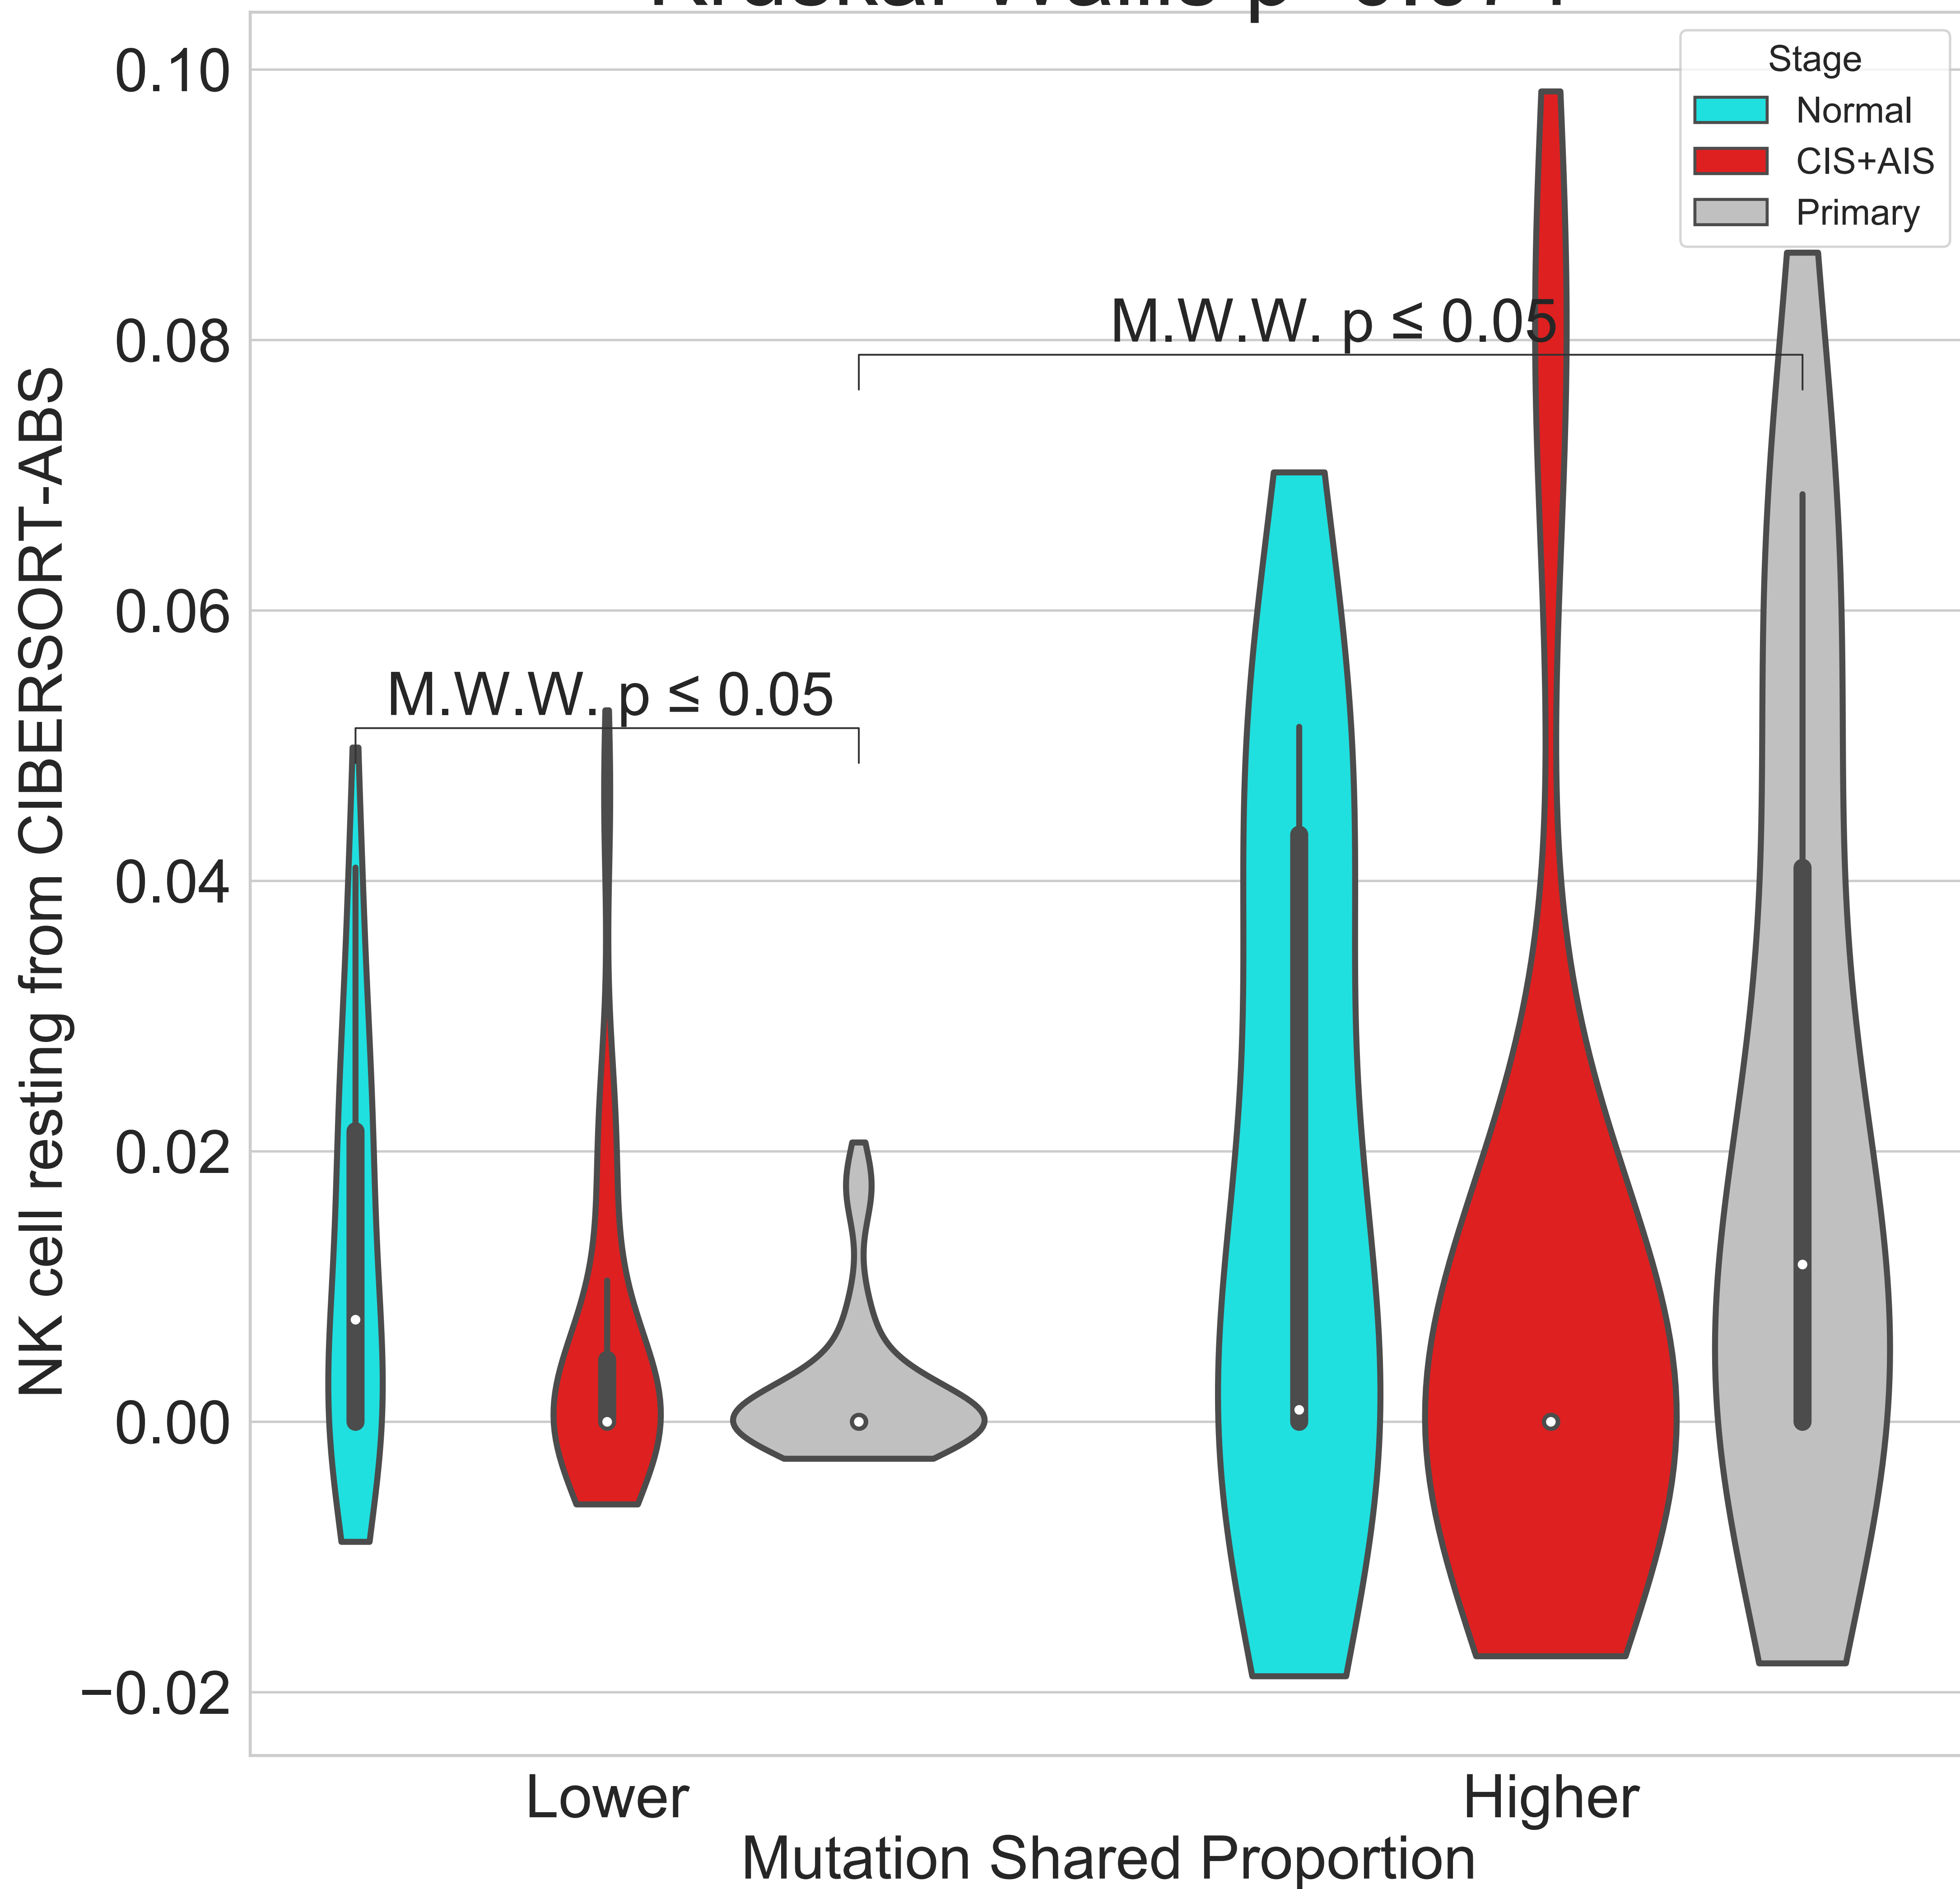 0.10
0.08
0.06
0.04
0.02
0.00
−0.02
NK cell resting from CIBERSORT-ABS
Stage
Normal
CIS+AIS
Primary
M.W.W. p ≤ 0.05
M.W.W. p ≤ 0.05
Lower
Higher
Mutation Shared Proportion